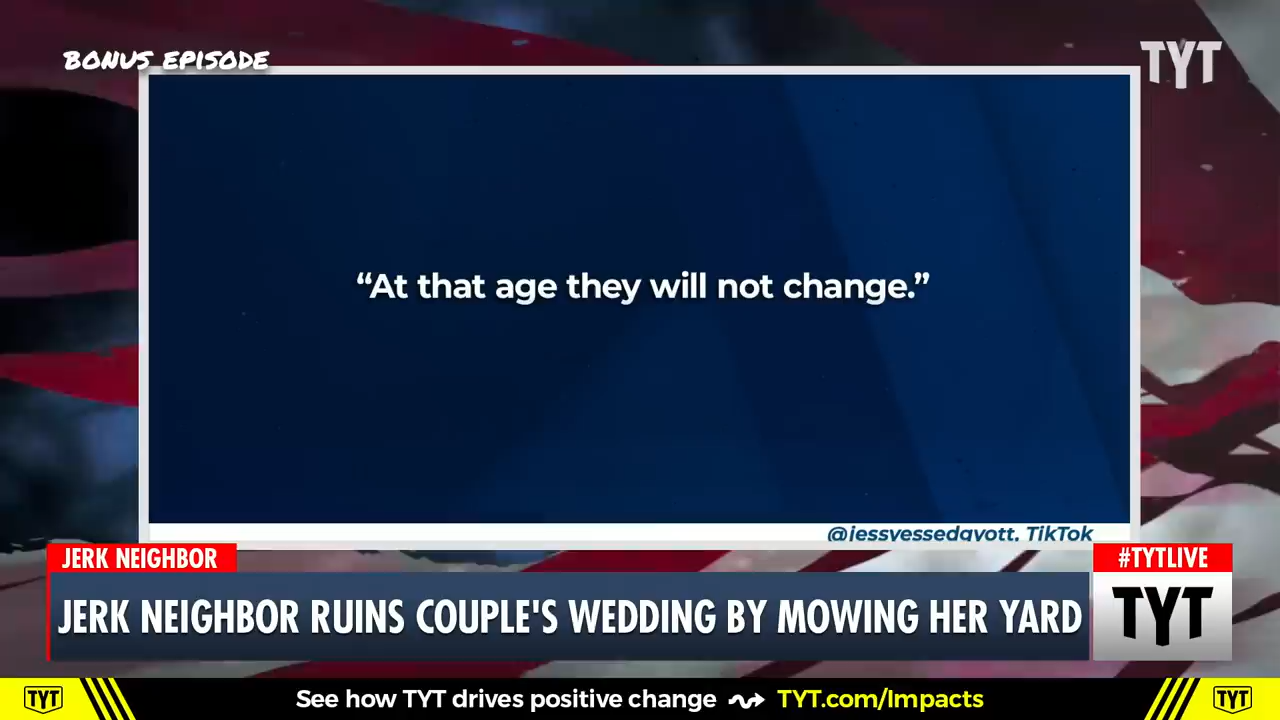 BONUS EPISODE
TYT
“At that age they will not change.”
@jessvessedavott, TikTok
JERK NEIGHBOR
#TYTLIVE
JERK NEIGHBOR RUINS COUPLE'S WEDDING BY MOWING HER YARD
TYT
TYT
See how TYT drives positive change
TYT.com/Impacts
TYT